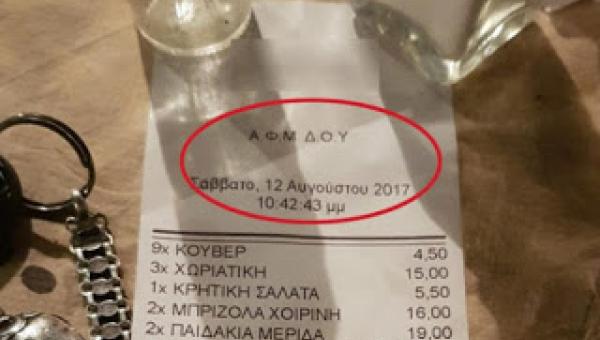 Α Φ.Μ Δ.Ο.Υ
Σάββατο, 12 Αυγούστου 2017
10:42:43 μμ
9x ΚΟΥΒΕΡ 4,50
3x ΧΩΡΙΑΤΙΚΗ 15,00
1x ΚΡΗΤΙΚΗ ΣΑΛΑΤΑ 5,50
2x ΜΠΡΙΖΟΛΑ ΧΟΙΡΙΝΗ 16,00
2x ΠΑΙΔΑΚΙΑ ΜΕΡΙΔΑ 19,00